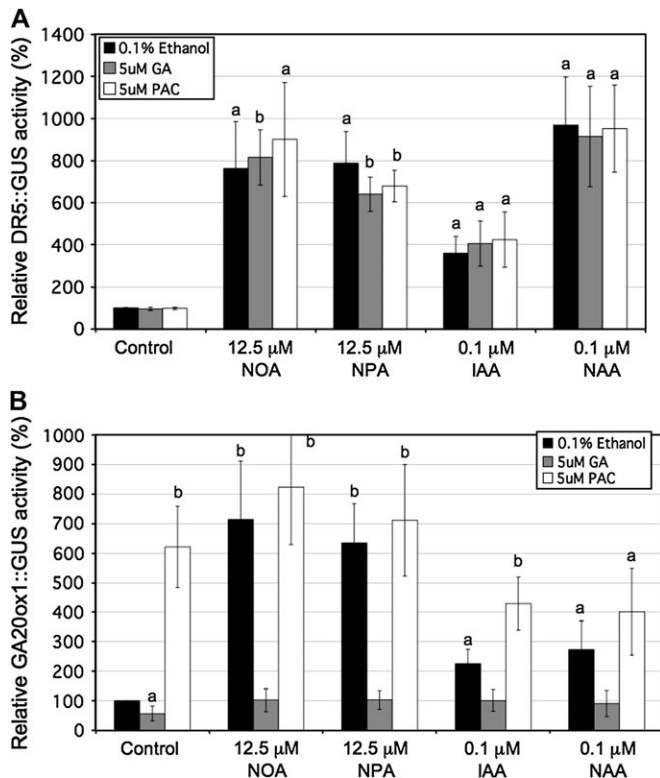 A
Relative DR5::GUS activity (%)
1400
1200
1000
800
600
400
200
0
0.1% Ethanol
5uM GA
5uM PAC
a b a
a b b
a a a
a a a
Control
12.5 μM NOA
12.5 μM NPA
0.1 μM IAA
0.1 μM NAA
B
Relative GA20ox1::GUS activity (%)
1000
900
800
700
600
500
400
300
200
100
0
0.1% Ethanol
5uM GA
5uM PAC
a b
b b
b b
a b
a a
Control
12.5 μM NOA
12.5 μM NPA
0.1 μM IAA
0.1 μM NAA